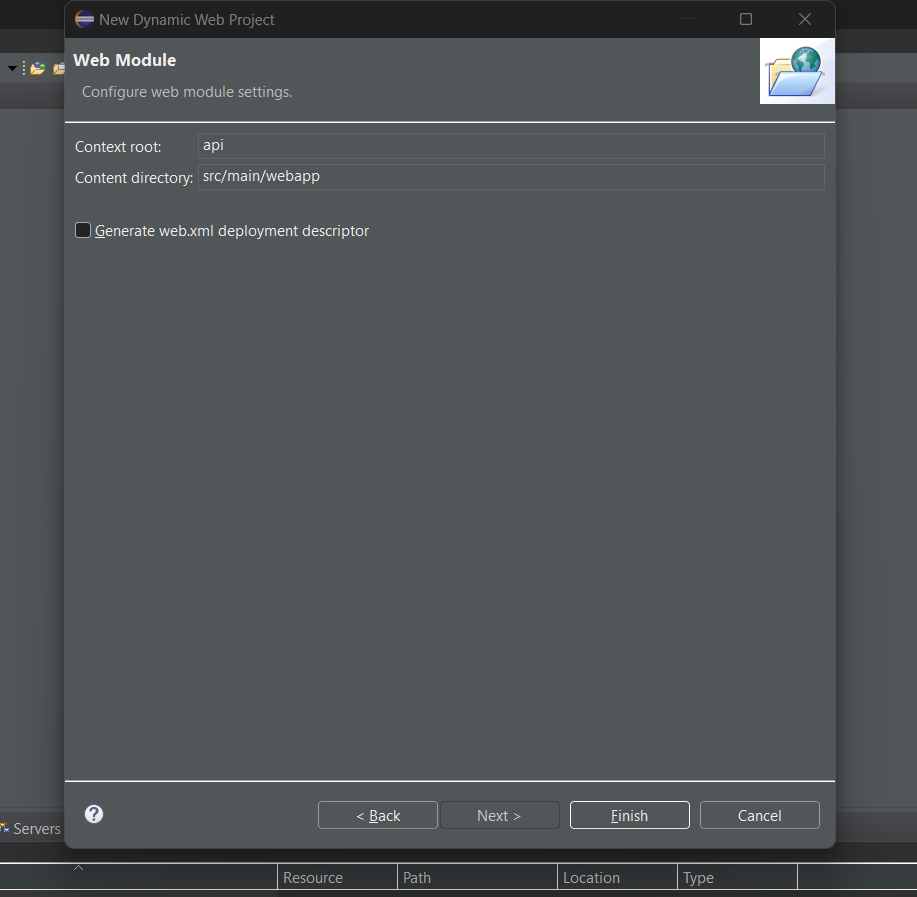 New Dynamic Web Project
Web Module
Configure web module settings.
Context root: api
Content directory: src/main/webapp
Generate web.xml deployment descriptor
< Back Next > Finish Cancel
Servers
Resource Path Location Type